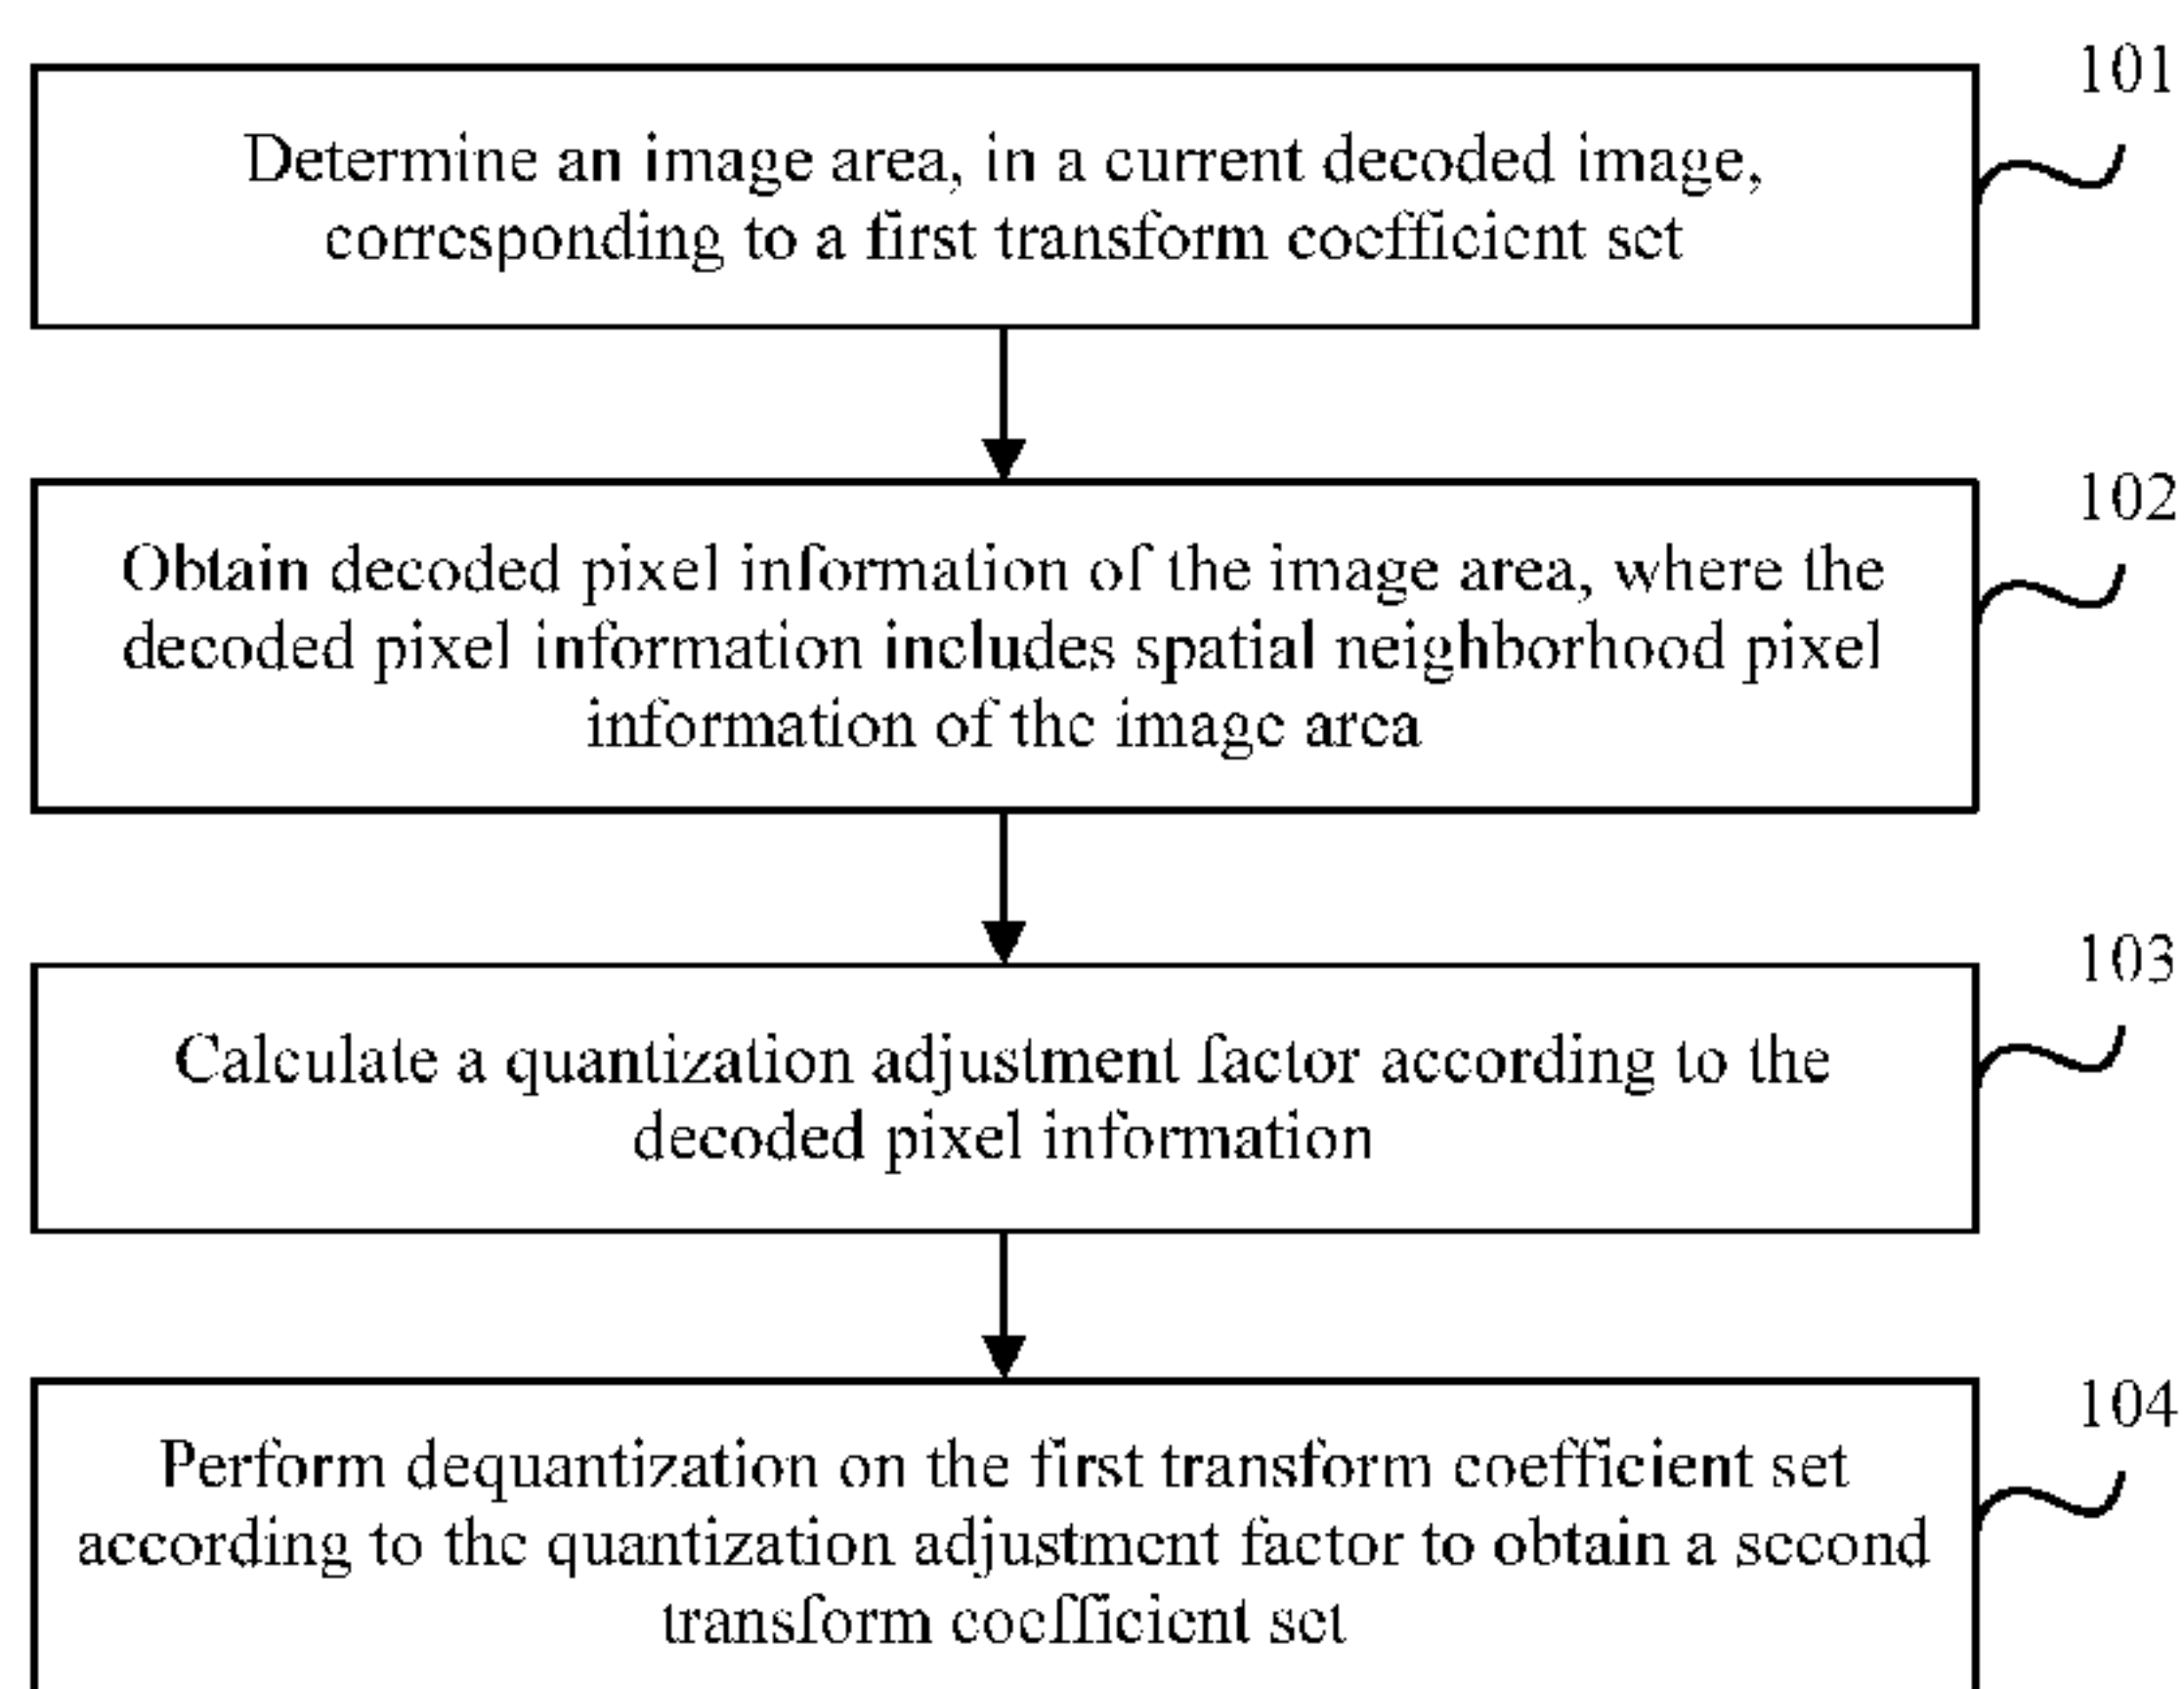 101
Determine an image area, in a current decoded image,
corresponding to a first transform coefficient set
102
Obtain decoded pixel information of the image area, where the
decoded pixel information includes spatial neighborhood pixel
information of the image area
103
Calculate a quantization adjustment factor according to the
decoded pixel information
104
Perform dequantization on the first transform coefficient set
according to the quantization adjustment factor to obtain a second
transform coefficient set